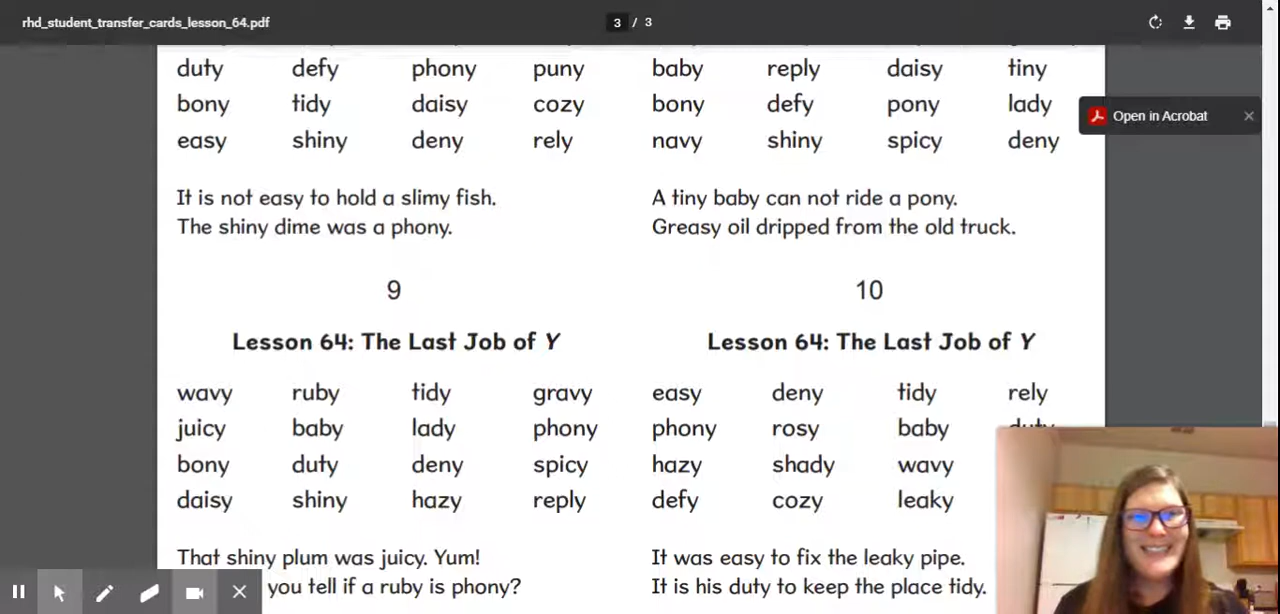 rhd_student_transfer_cards_lesson_64.pdf
3 / 3
Open in Acrobat
duty defy phony puny
bony tidy daisy cozy
easy shiny deny rely
It is not easy to hold a slimy fish.
The shiny dime was a phony.
baby reply daisy tiny
bony defy pony lady
navy shiny spicy deny
A tiny baby can not ride a pony.
Greasy oil dripped from the old truck.
9
Lesson 64: The Last Job of Y
wavy ruby tidy gravy
juicy baby lady phony
bony duty deny spicy
daisy shiny hazy reply
That shiny plum was juicy. Yum!
you tell if a ruby is phony?
10
Lesson 64: The Last Job of Y
easy deny tidy rely
phony rosy baby duty
hazy shady wavy
defy cozy leaky
It was easy to fix the leaky pipe.
It is his duty to keep the place tidy.